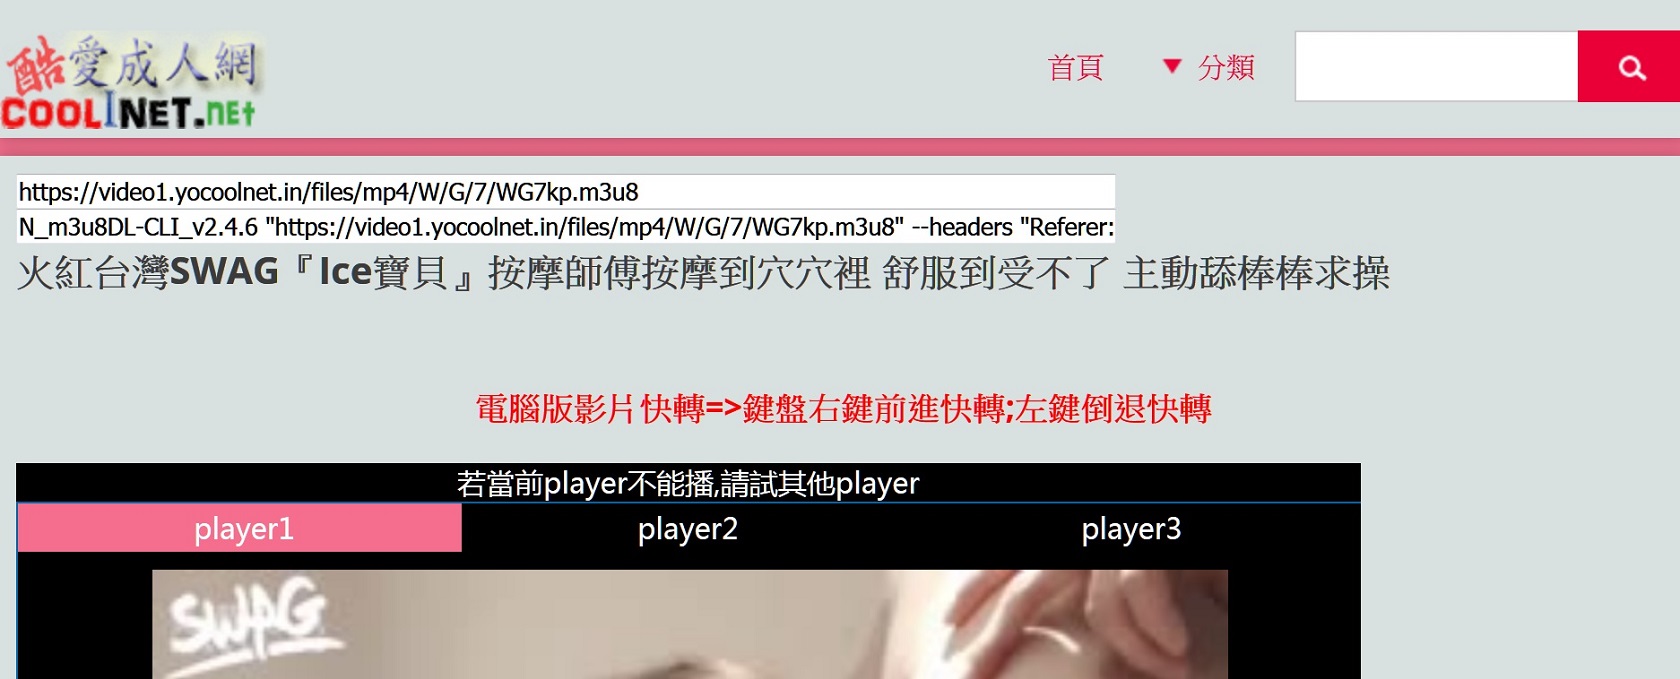 酷愛成人網
COOLINET.net
首頁 ▼ 分類
https://video1.yocoolnet.in/files/mp4/W/G/7/WG7kp.m3u8
N_m3u8DL-CLI_v2.4.6 "https://video1.yocoolnet.in/files/mp4/W/G/7/WG7kp.m3u8" --headers "Referer:
火紅台灣SWAG『Ice寶貝』按摩師傅按摩到穴穴裡 舒服到受不了 主動舔棒棒求操
電腦版影片快轉=>鍵盤右鍵前進快轉;左鍵倒退快轉
若當前player不能播,請試其他player
player1 player2 player3
SWAG